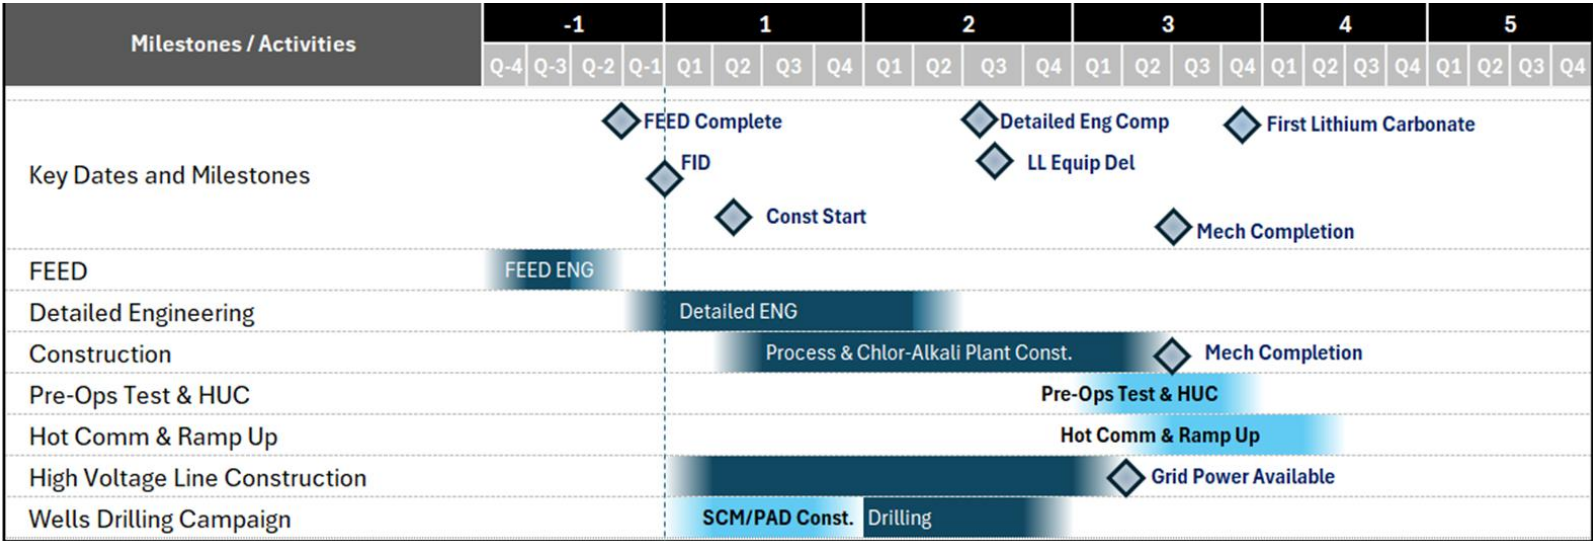 Milestones / Activities
-1 1 2 3 4 5
Q-4 Q-3 Q-2 Q-1 Q1 Q2 Q3 Q4 Q1 Q2 Q3 Q4 Q1 Q2 Q3 Q4 Q1 Q2 Q3 Q4 Q1 Q2 Q3 Q4
Key Dates and Milestones
FEED Complete
Detailed Eng Comp
First Lithium Carbonate
FID
LL Equip Del
Const Start
Mech Completion
FEED
FEED ENG
Detailed Engineering
Detailed ENG
Construction
Process & Chlor-Alkali Plant Const.
Mech Completion
Pre-Ops Test & HUC
Pre-Ops Test & HUC
Hot Comm & Ramp Up
Hot Comm & Ramp Up
High Voltage Line Construction
Grid Power Available
Wells Drilling Campaign
SCM/PAD Const.
Drilling